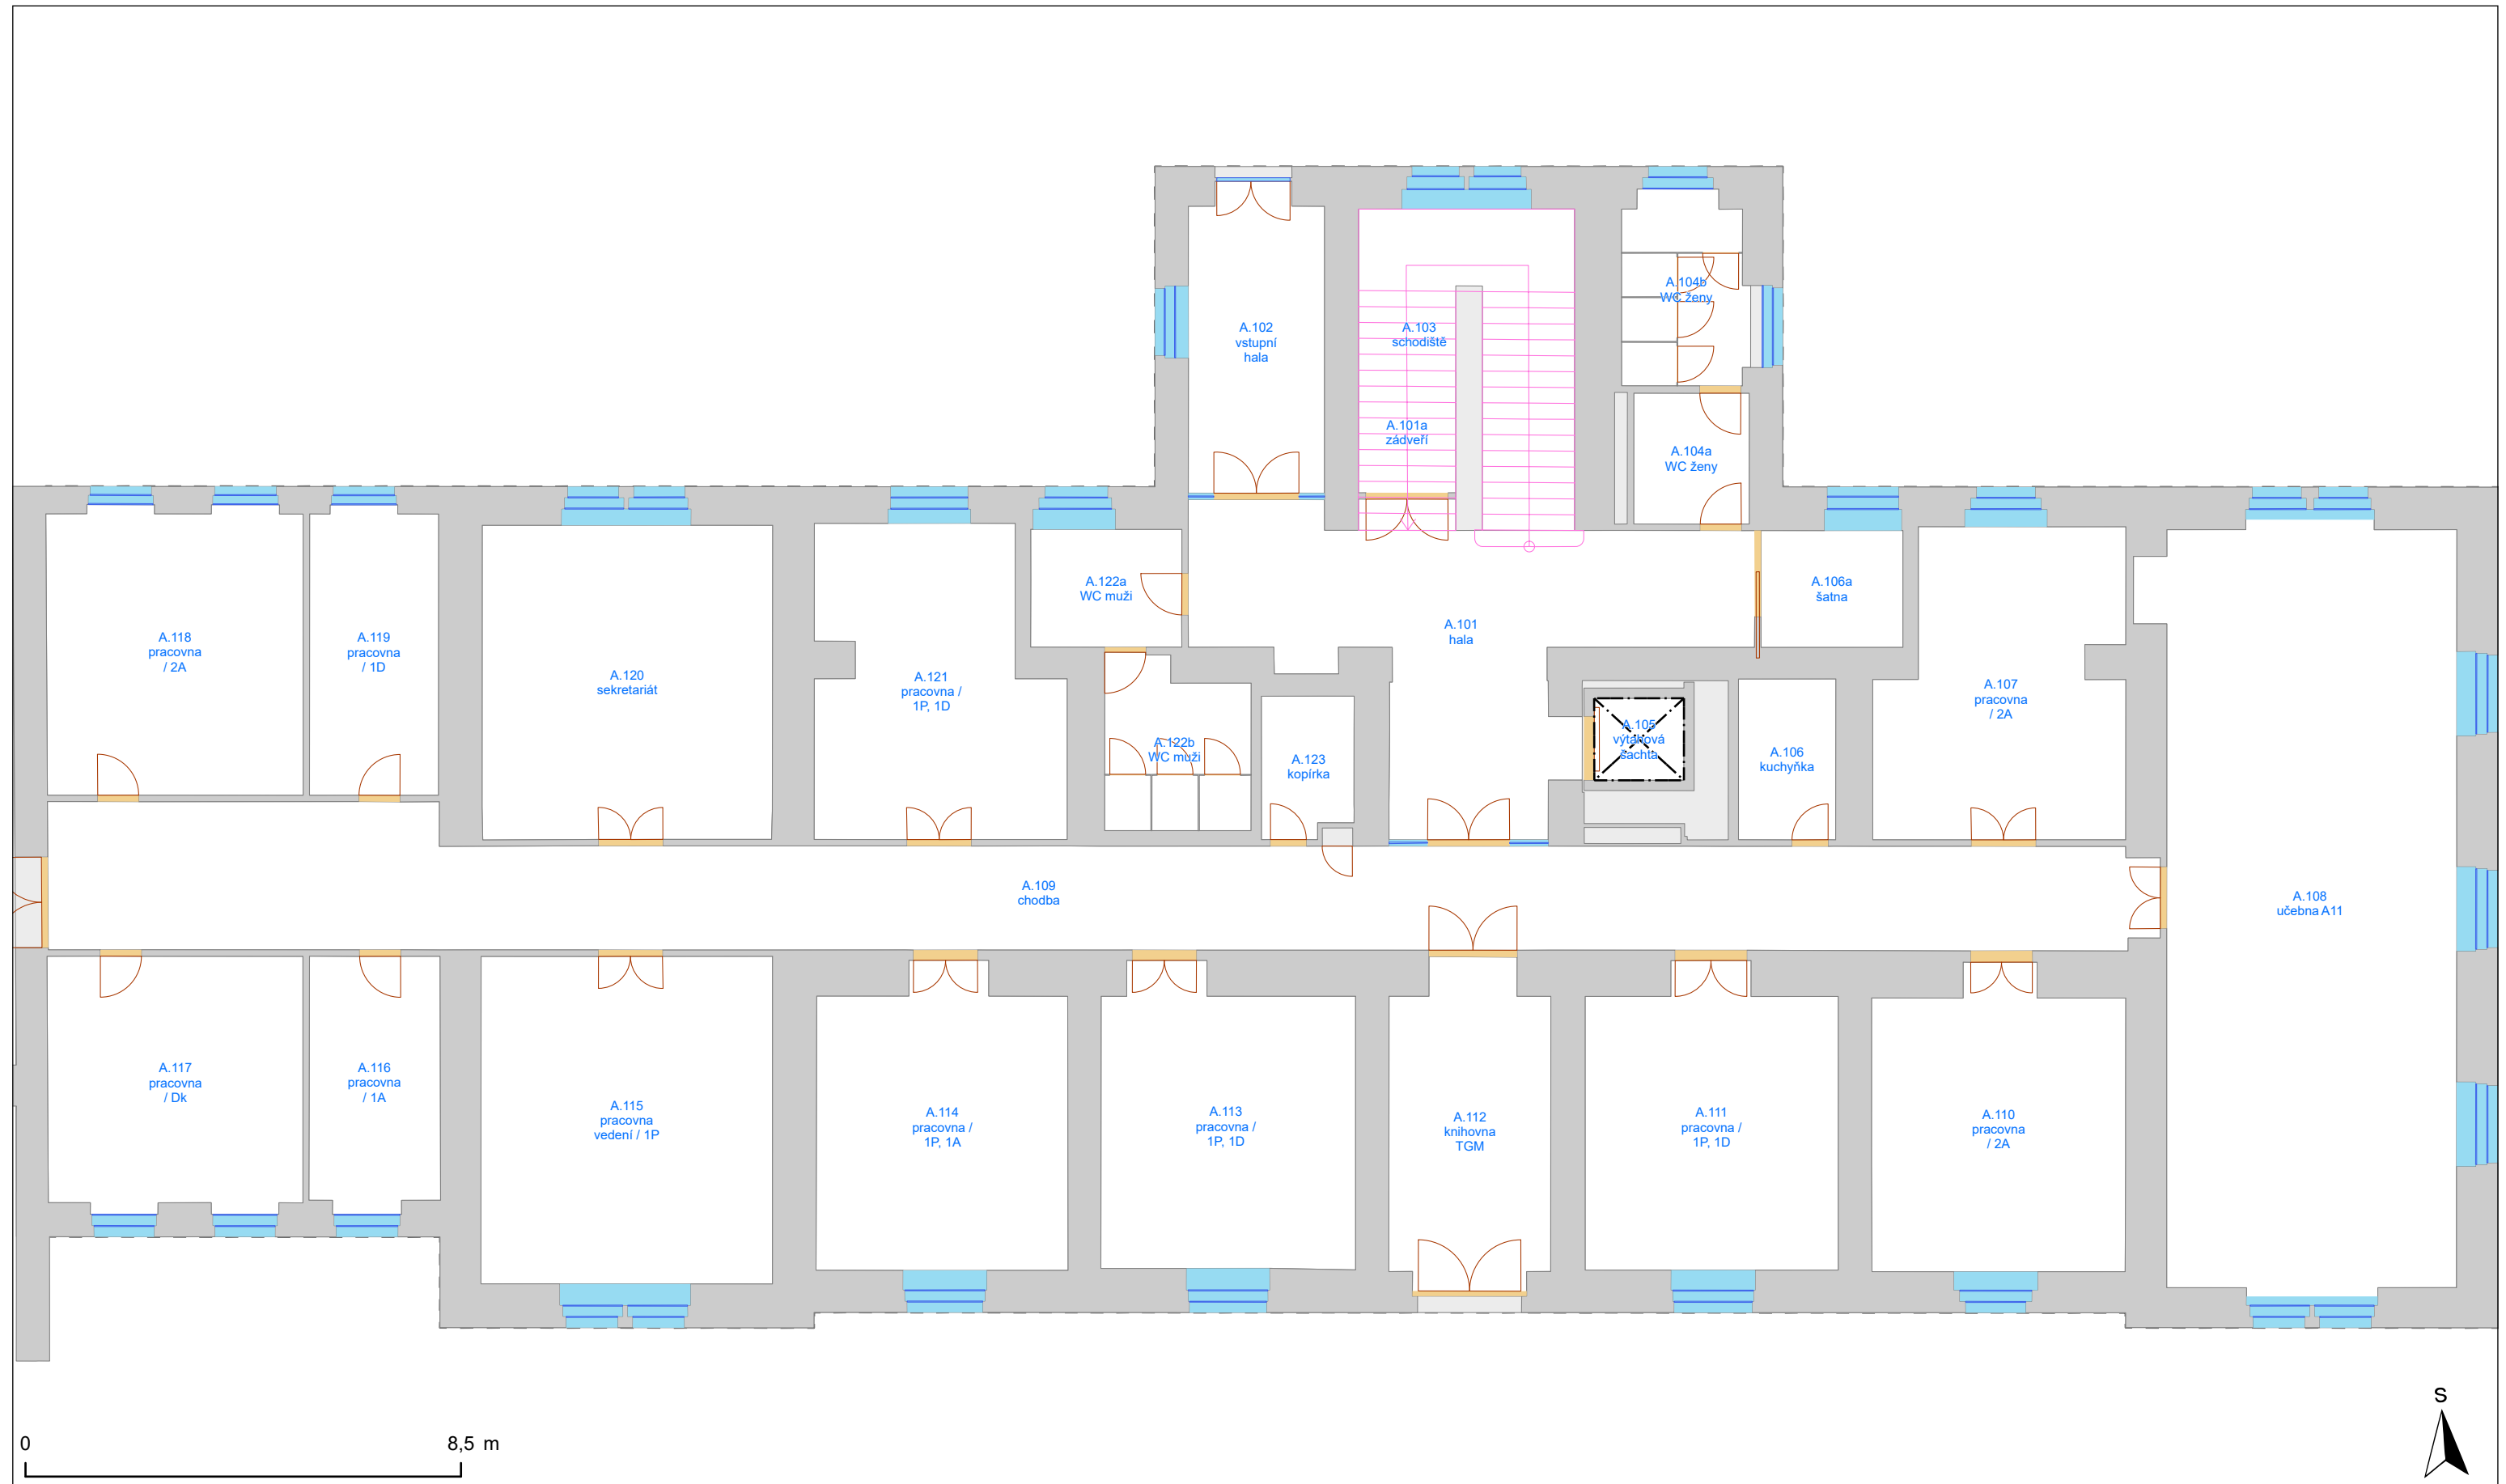 A.104b
WC ženy
A.102
vstupní
hala
A.103
schodiště
A.101a
zádveří
A.104a
WC ženy
A.122a
WC muži
A.106a
šatna
A.101
hala
A.118
pracovna
/ 2A
A.119
pracovna
/ 1D
A.120
sekretariát
A.121
pracovna /
1P, 1D
A.107
pracovna
/ 2A
A.105
výtahová
šachta
A.122b
WC muži
A.123
kopírka
A.106
kuchyňka
A.109
chodba
A.108
učebna A11
A.117
pracovna
/ Dk
A.116
pracovna
/ 1A
A.115
pracovna
vedení / 1P
A.114
pracovna /
1P, 1A
A.113
pracovna /
1P, 1D
A.112
knihovna
TGM
A.111
pracovna /
1P, 1D
A.110
pracovna
/ 2A
S
0 8,5 m